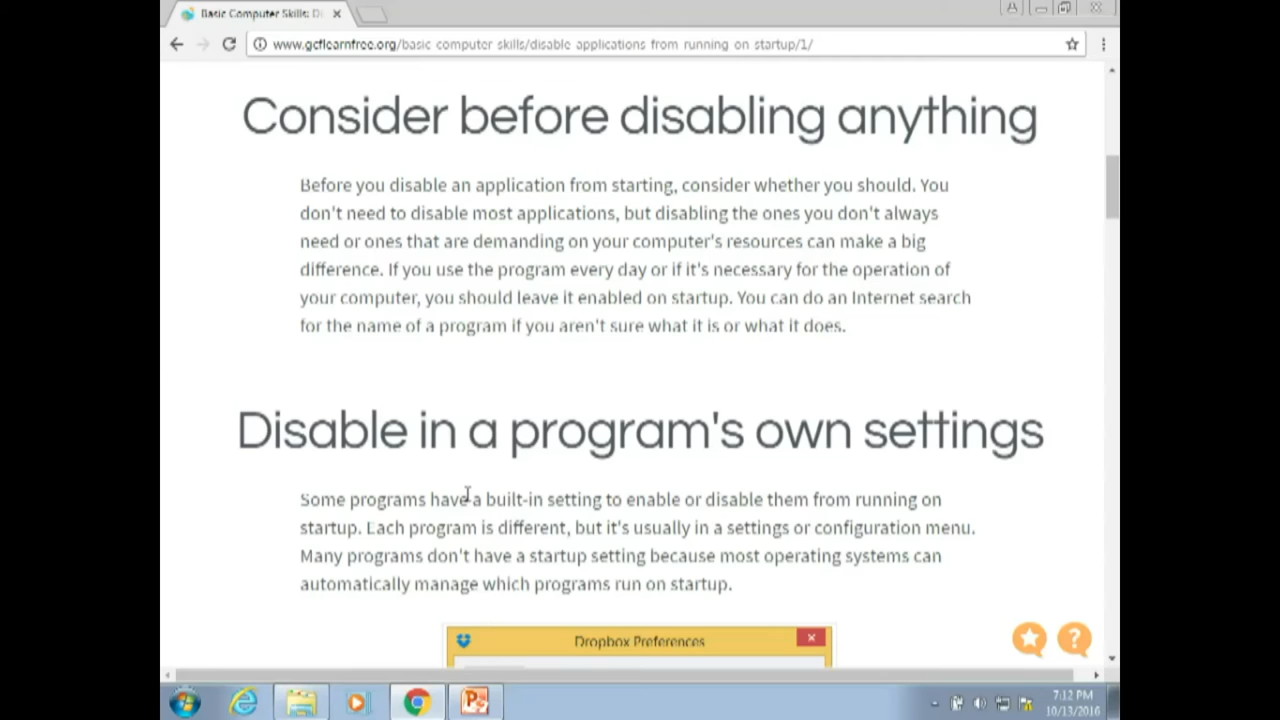 Basic Computer Skills: Di
www.gcflearnfree.org/basic computer skills/disable applications from running on startup/1/
Consider before disabling anything
Before you disable an application from starting, consider whether you should. You
don't need to disable most applications, but disabling the ones you don't always
need or ones that are demanding on your computer's resources can make a big
difference. If you use the program every day or if it's necessary for the operation of
your computer, you should leave it enabled on startup. You can do an Internet search
for the name of a program if you aren't sure what it is or what it does.
Disable in a program's own settings
Some programs have a built-in setting to enable or disable them from running on
startup. Each program is different, but it's usually in a settings or configuration menu.
Many programs don't have a startup setting because most operating systems can
automatically manage which programs run on startup.
Dropbox Preferences
7:12 PM
10/13/2016